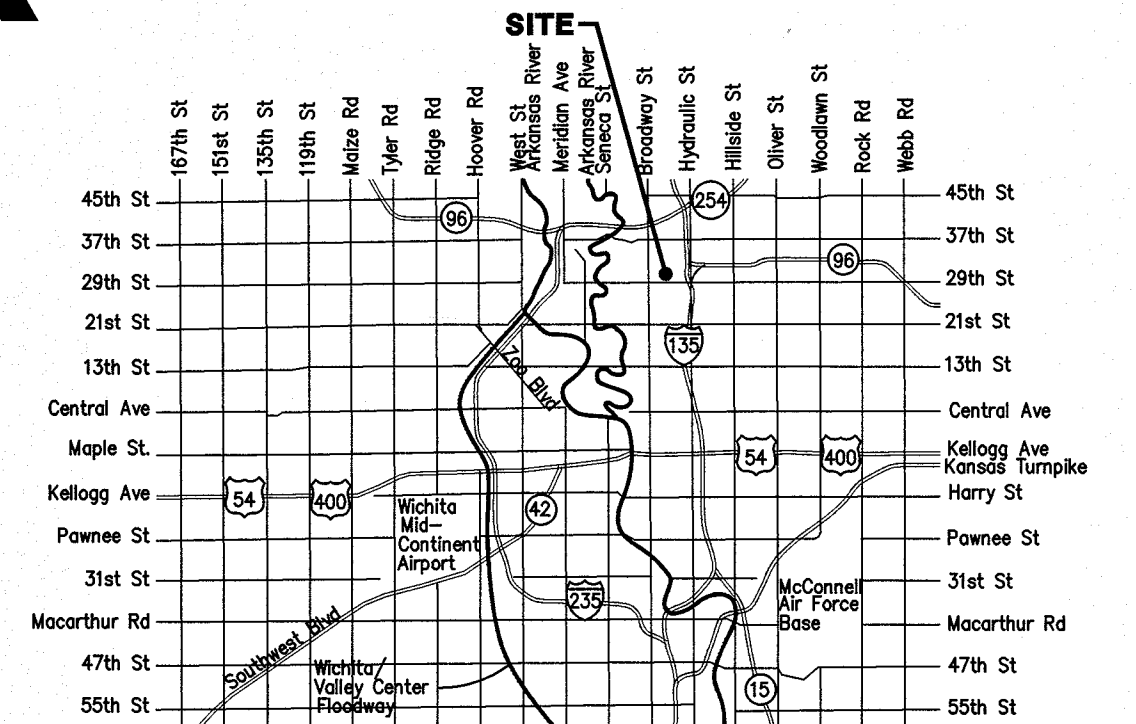 SITE
167th St
151st St
135th St
119th St
Maize Rd
Tyler Rd
Ridge Rd
Hoover Rd
West St
Arkansas River
Meridian Ave
Arkansas River
Seneca St
Broadway St
Hydraulic St
Hillside St
Oliver St
Woodlawn St
Rock Rd
Webb Rd
45th St
254
45th St
96
37th St
37th St
96
29th St
29th St
21st St
21st St
135
13th St
13th St
Zoo Blvd
Central Ave
Central Ave
Maple St.
54
400
Kellogg Ave
Kansas Turnpike
Kellogg Ave
54
400
Harry St
Wichita
Mid-
Continent
Airport
42
Pawnee St
Pawnee St
31st St
31st St
235
McConnell
Air Force
Base
Macarthur Rd
Macarthur Rd
Southwest Blvd
47th St
47th St
Wichita/
Valley Center
Floodway
15
55th St
55th St